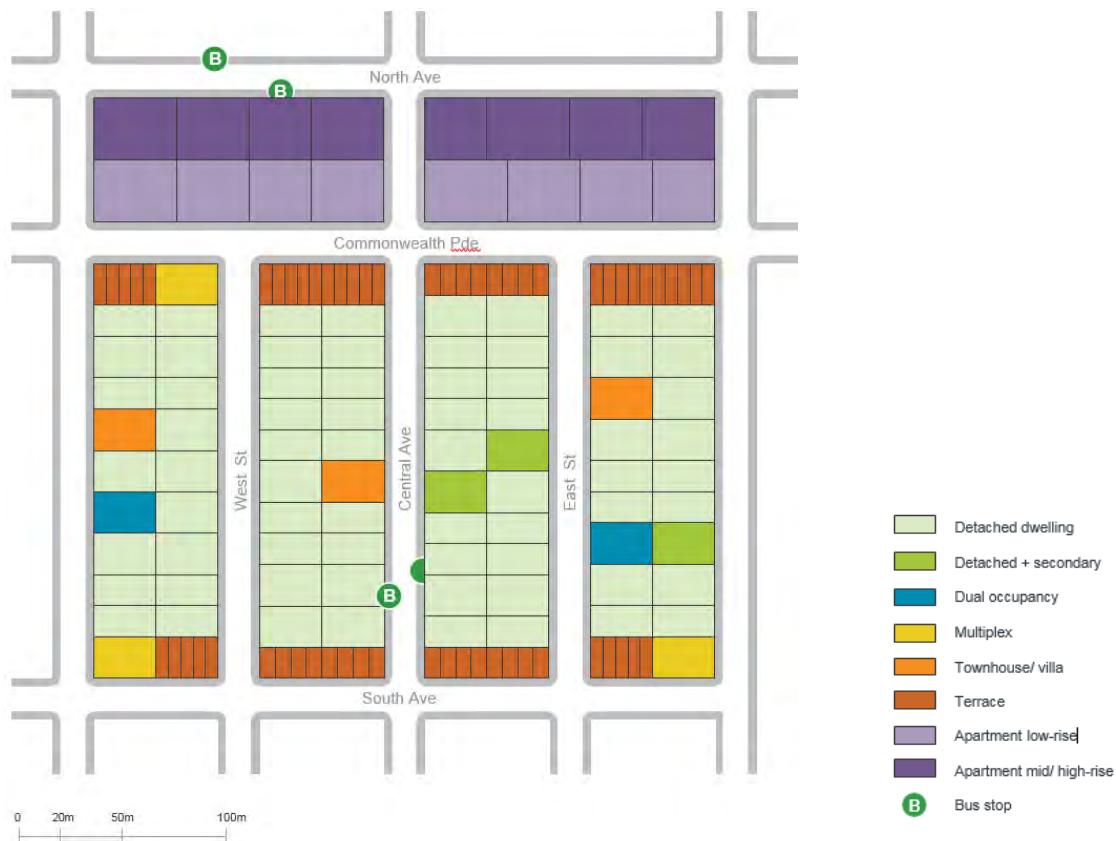 B
North Ave
B
Commonwealth Pde
West St
Central Ave
East St
B
South Ave
0 20m 50m 100m
Detached dwelling
Detached + secondary
Dual occupancy
Multiplex
Townhouse/ villa
Terrace
Apartment low-rise
Apartment mid/ high-rise
B Bus stop